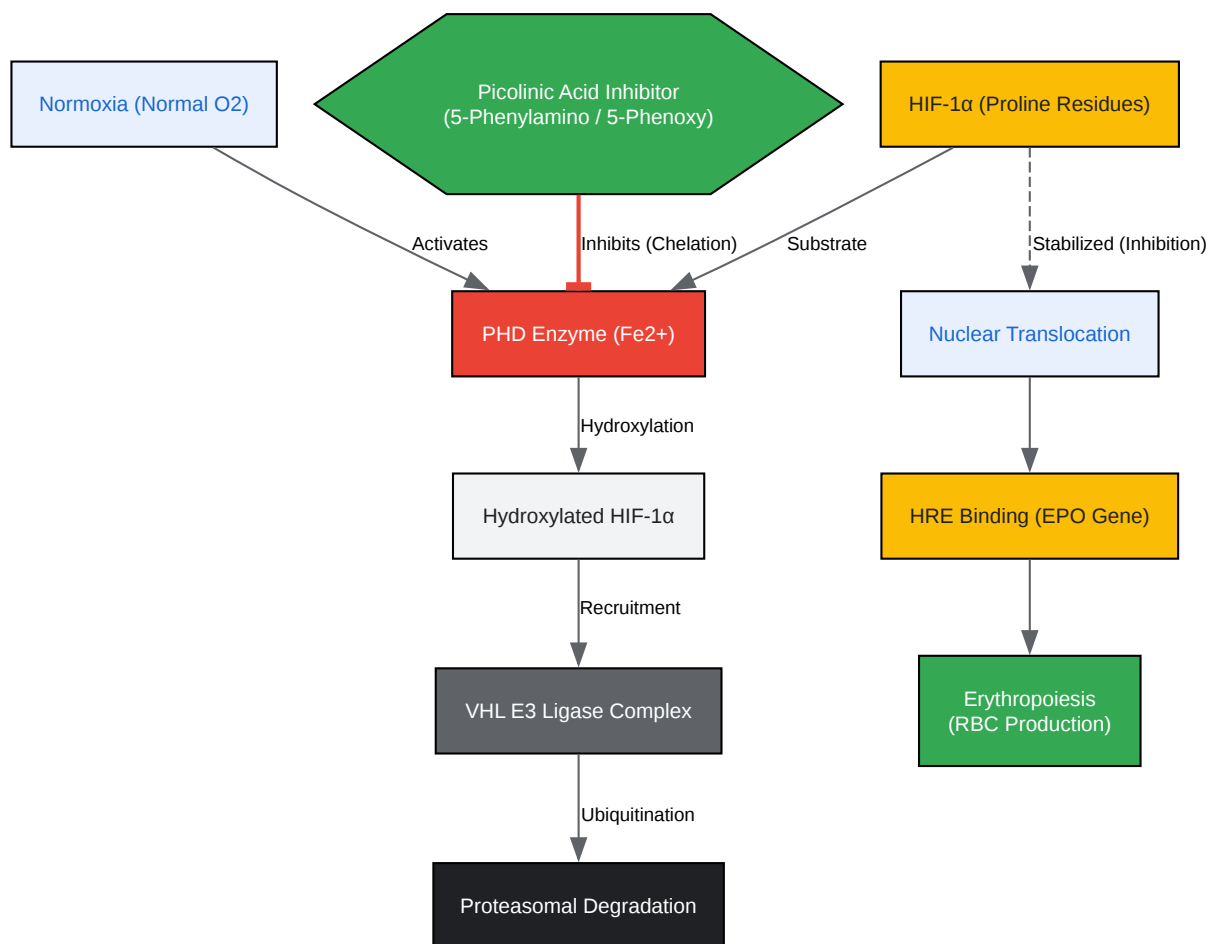 Normoxia (Normal O2)
Picolinic Acid Inhibitor
(5-Phenylamino / 5-Phenoxy)
HIF-1α (Proline Residues)
Activates
Inhibits (Chelation)
Substrate
Stabilized (Inhibition)
PHD Enzyme (Fe2+)
Nuclear Translocation
Hydroxylation
Hydroxylated HIF-1α
HRE Binding (EPO Gene)
Recruitment
VHL E3 Ligase Complex
Erythropoiesis
(RBC Production)
Ubiquitination
Proteasomal Degradation